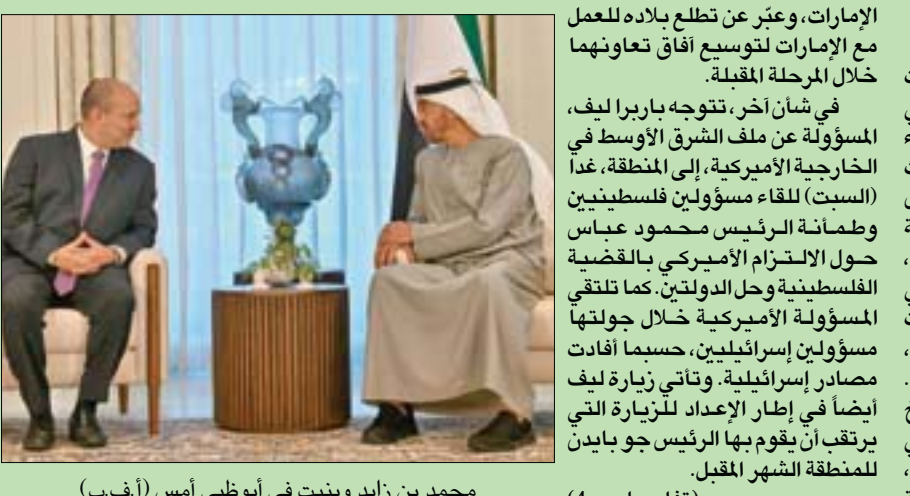 الإمارات، وعبّر عن تطلع بلاده للعمل
مع الإمارات لتوسيع آفاق تعاونهما
خلال المرحلة المقبلة.
في شأن آخر، تتوجه باربرا ليف،
المسؤولة عن ملف الشرق الأوسط في
الخارجية الأميركية، إلى المنطقة، غداً
(السبت) للقاء مسؤولين فلسطينيين
وطمأنة الرئيس محمود عباس
حول الالتزام الأميركي بالقضية
الفلسطينية وحل الدولتين. كما تلتقي
المسؤولة الأميركية خلال جولتها
مسؤولين إسرائيليين، حسبما أفادت
مصادر إسرائيلية. وتأتي زيارة ليف
أيضاً في إطار الإعداد للزيارة التي
يرتقب أن يقوم بها الرئيس جو بايدن
للمنطقة الشهر المقبل.
محمد بن زايد وبنيت في أبوظبي أمس (أ.ف.ب)